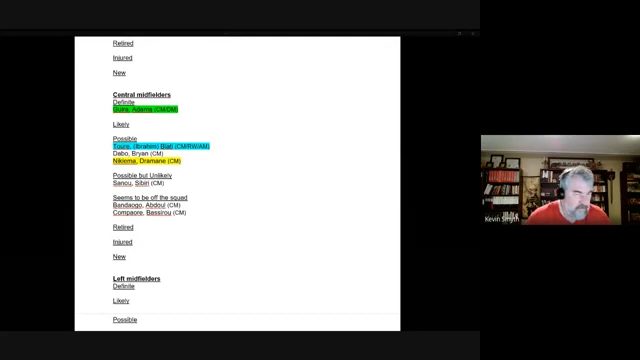 Retired
Injured
New
Central midfielders
Definite
Guira, Adama (CM/DM)
Likely
Possible
Toure, (Ibrahim) Blati (CM/RW/AM)
Dabo, Bryan (CM)
Nikiema, Dramane (CM)
Possible but Unlikely
Sanou, Sibiri (CM)
Seems to be off the squad
Bandaogo, Abdoul (CM)
Compaore, Bassirou (CM)
Retired
Injured
New
Left midfielders
Definite
Likely
Possible
Kevin Smyth